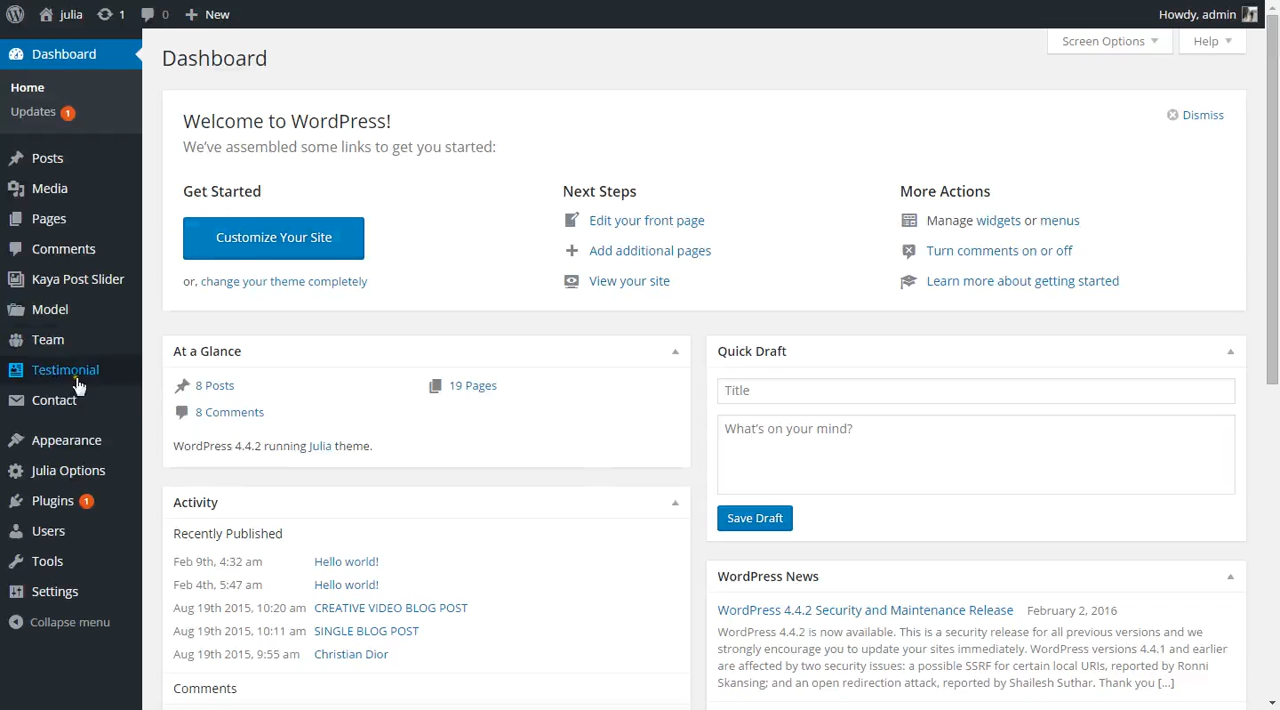 julia 1 0 New Howdy, admin
Dashboard
Home
Updates 1
Posts
Media
Pages
Comments
Kaya Post Slider
Model
Team
Testimonial
Contact
Appearance
Julia Options
Plugins 1
Users
Tools
Settings
Collapse menu
Screen Options Help
Dashboard
Welcome to WordPress!
Dismiss
We've assembled some links to get you started:
Get Started
Customize Your Site
or, change your theme completely
Next Steps
Edit your front page
Add additional pages
View your site
More Actions
Manage widgets or menus
Turn comments on or off
Learn more about getting started
At a Glance
8 Posts 19 Pages
8 Comments
WordPress 4.4.2 running Julia theme.
Activity
Recently Published
Feb 9th, 4:32 am Hello world!
Feb 4th, 5:47 am Hello world!
Aug 19th 2015, 10:20 am CREATIVE VIDEO BLOG POST
Aug 19th 2015, 10:11 am SINGLE BLOG POST
Aug 19th 2015, 9:55 am Christian Dior
Comments
Quick Draft
Title
What's on your mind?
Save Draft
WordPress News
WordPress 4.4.2 Security and Maintenance Release February 2, 2016
WordPress 4.4.2 is now available. This is a security release for all previous versions and we
strongly encourage you to update your sites immediately. WordPress versions 4.4.1 and earlier
are affected by two security issues: a possible SSRF for certain local URIs, reported by Ronni
Skansing; and an open redirection attack, reported by Shailesh Suthar. Thank you […]